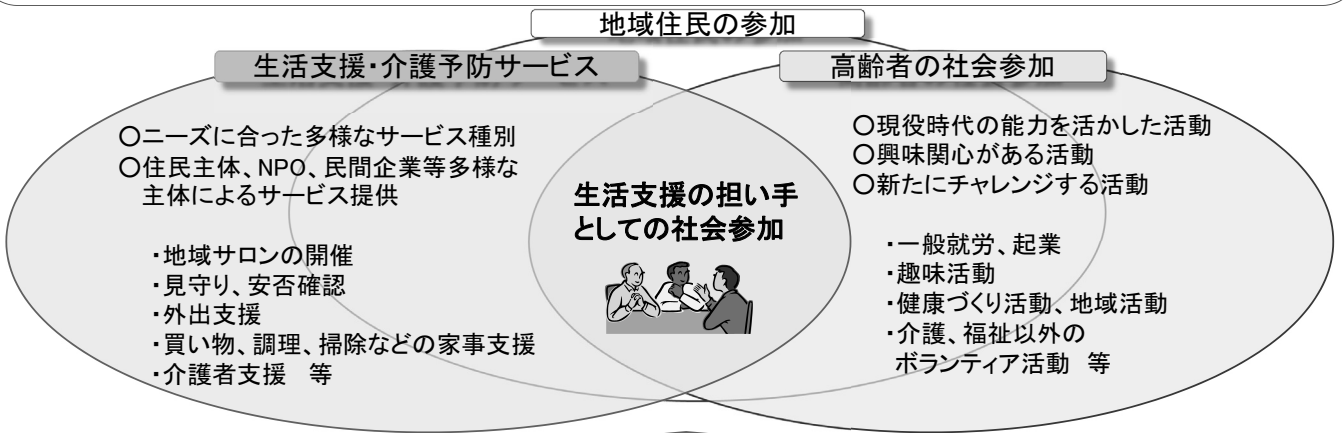 地域住民の参加
生活支援・介護予防サービス
○ニーズに合った多様なサービス種別
○住民主体、NPO、民間企業等多様な
主体によるサービス提供
・地域サロンの開催
・見守り、安否確認
・外出支援
・買い物、調理、掃除などの家事支援
・介護者支援　等
生活支援の担い手
としての社会参加
高齢者の社会参加
○現役時代の能力を活かした活動
○興味関心がある活動
○新たにチャレンジする活動
・一般就労、起業
・趣味活動
・健康づくり活動、地域活動
・介護、福祉以外の
ボランティア活動　等